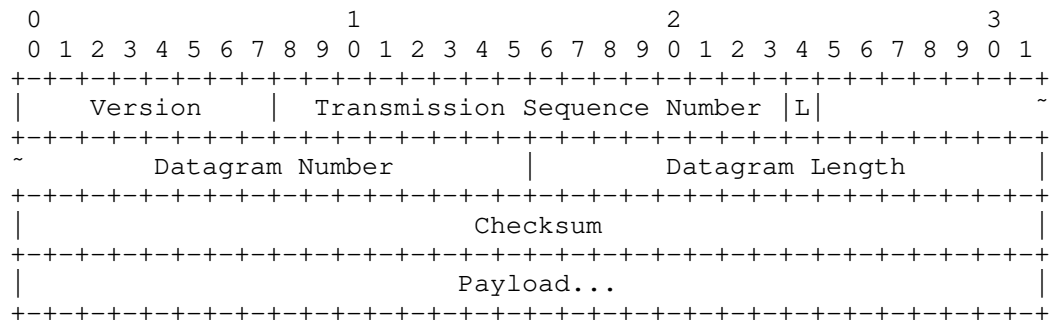 0                   1                   2                   3
 0 1 2 3 4 5 6 7 8 9 0 1 2 3 4 5 6 7 8 9 0 1 2 3 4 5 6 7 8 9 0 1
+-+-+-+-+-+-+-+-+-+-+-+-+-+-+-+-+-+-+-+-+-+-+-+-+-+-+-+-+-+-+-+-+
|    Version    | Transmission Sequence Number |L|             ~
+-+-+-+-+-+-+-+-+-+-+-+-+-+-+-+-+-+-+-+-+-+-+-+-+-+-+-+-+-+-+-+-+
~        Datagram Number        |        Datagram Length        |
+-+-+-+-+-+-+-+-+-+-+-+-+-+-+-+-+-+-+-+-+-+-+-+-+-+-+-+-+-+-+-+-+
|                            Checksum                           |
+-+-+-+-+-+-+-+-+-+-+-+-+-+-+-+-+-+-+-+-+-+-+-+-+-+-+-+-+-+-+-+-+
|                           Payload...                          |
+-+-+-+-+-+-+-+-+-+-+-+-+-+-+-+-+-+-+-+-+-+-+-+-+-+-+-+-+-+-+-+-+